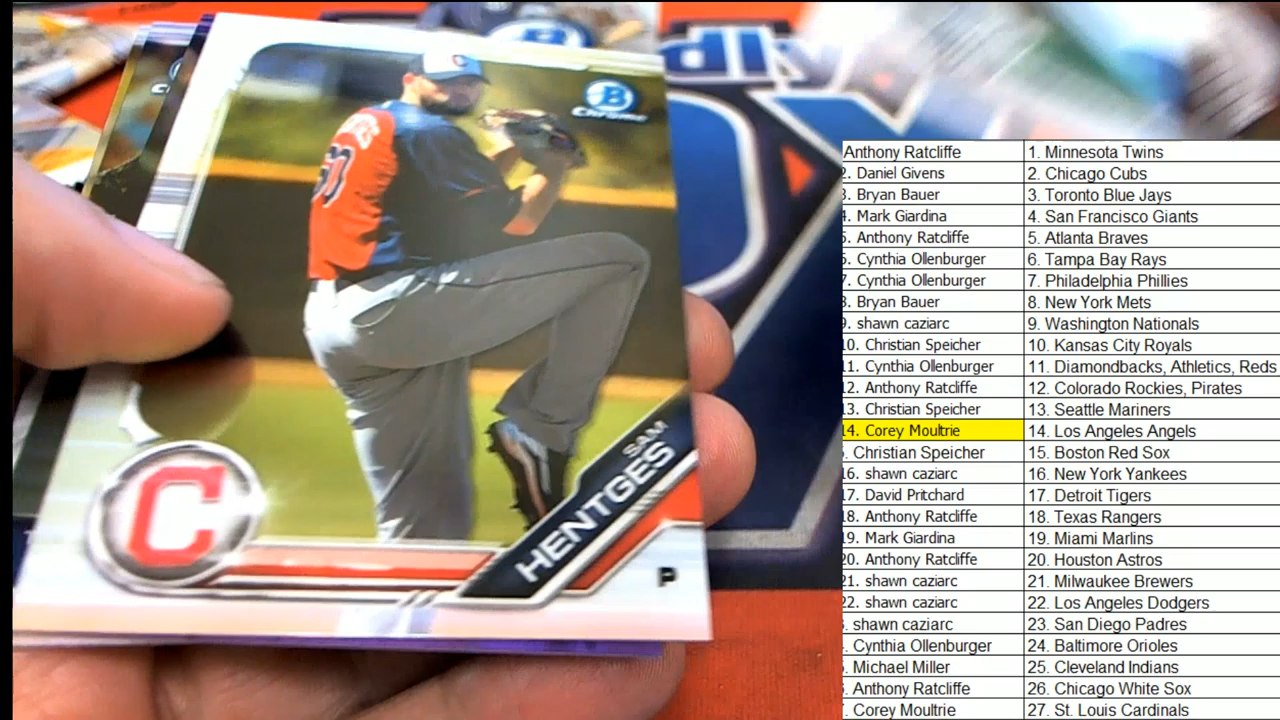 B
Chrome
50
C
C
SAM
HENTGES
P
Anthony Ratcliffe 1. Minnesota Twins
2. Daniel Givens 2. Chicago Cubs
3. Bryan Bauer 3. Toronto Blue Jays
4. Mark Giardina 4. San Francisco Giants
5. Anthony Ratcliffe 5. Atlanta Braves
6. Cynthia Ollenburger 6. Tampa Bay Rays
7. Cynthia Ollenburger 7. Philadelphia Phillies
8. Bryan Bauer 8. New York Mets
9. shawn caziarc 9. Washington Nationals
10. Christian Speicher 10. Kansas City Royals
11. Cynthia Ollenburger 11. Diamondbacks, Athletics, Reds
12. Anthony Ratcliffe 12. Colorado Rockies, Pirates
13. Christian Speicher 13. Seattle Mariners
14. Corey Moultrie 14. Los Angeles Angels
5. Christian Speicher 15. Boston Red Sox
16. shawn caziarc 16. New York Yankees
17. David Pritchard 17. Detroit Tigers
18. Anthony Ratcliffe 18. Texas Rangers
19. Mark Giardina 19. Miami Marlins
20. Anthony Ratcliffe 20. Houston Astros
21. shawn caziarc 21. Milwaukee Brewers
22. shawn caziarc 22. Los Angeles Dodgers
. shawn caziarc 23. San Diego Padres
. Cynthia Ollenburger 24. Baltimore Orioles
. Michael Miller 25. Cleveland Indians
. Anthony Ratcliffe 26. Chicago White Sox
. Corey Moultrie 27. St. Louis Cardinals